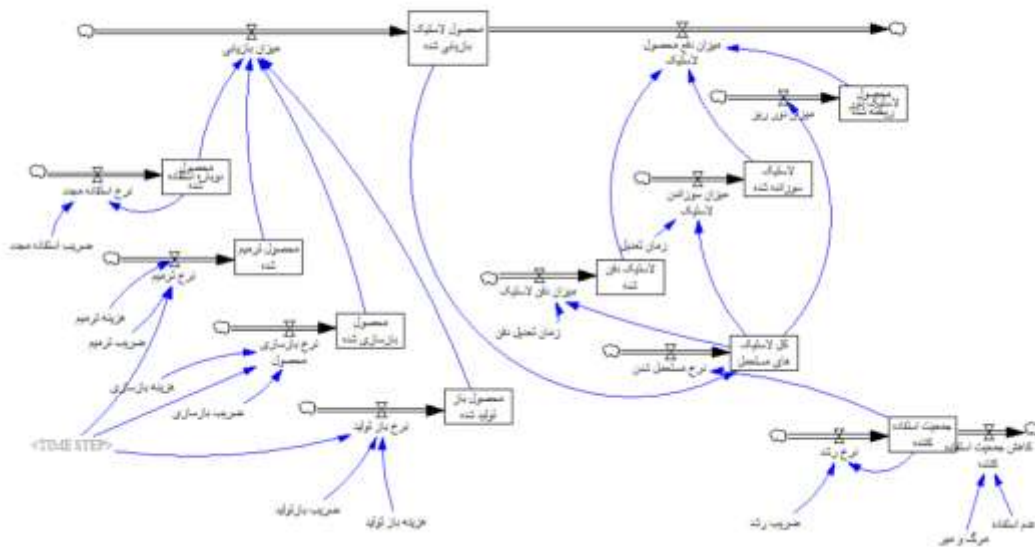 محصول لاستیک
بازیابی شده
میزان بازیابی
میزان دفع محصول
لاستیک
محصول
لاستیک دور
ریخته شده
میزان دور ریز
محصول
دوباره استفاده
شده
نرخ استفاده مجدد
ضریب استفاده مجدد
لاستیک
سوزانده شده
میزان سوزاندن
لاستیک
زمان تعدیل
محصول ترمیم
شده
نرخ ترمیم
هزینه ترمیم
ضریب ترمیم
لاستیک دفن
شده
میزان دفن لاستیک
زمان تعدیل دفن
محصول
بازسازی شده
نرخ بازسازی
محصول
هزینه بازسازی
ضریب بازسازی
کل لاستیک
های مستعمل
نرخ مستعمل شدن
محصول باز
تولید شده
نرخ باز تولید
<TIME STEP>
ضریب بازتولید
هزینه باز تولید
جمعیت استفاده
کننده
نرخ رشد
ضریب رشد
کاهش جمعیت استفاده
کننده
عدم استفاده
مرگ و میر